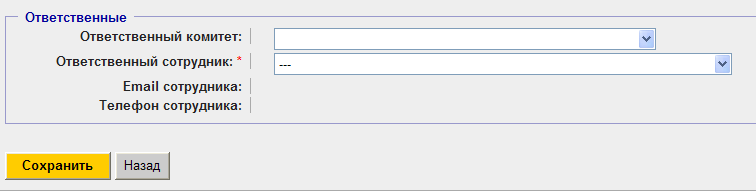 Ответственные
Ответственный комитет:
Ответственный сотрудник: * ---
Email сотрудника:
Телефон сотрудника:
Сохранить Назад